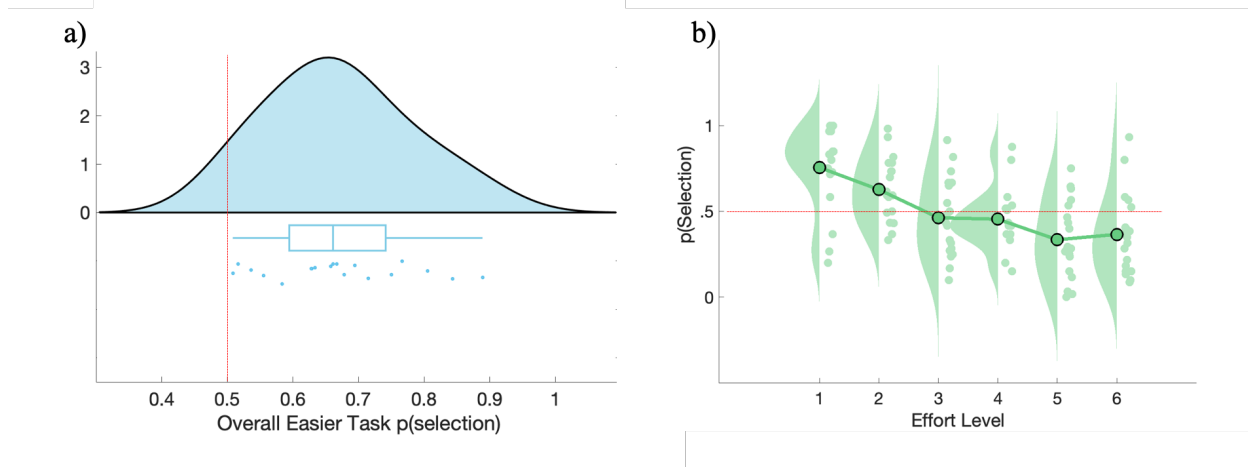 a)
3
2
1
0
0.4 0.5 0.6 0.7 0.8 0.9 1
Overall Easier Task p(selection)
b)
1
.5
0
p(Selection)
1 2 3 4 5 6
Effort Level